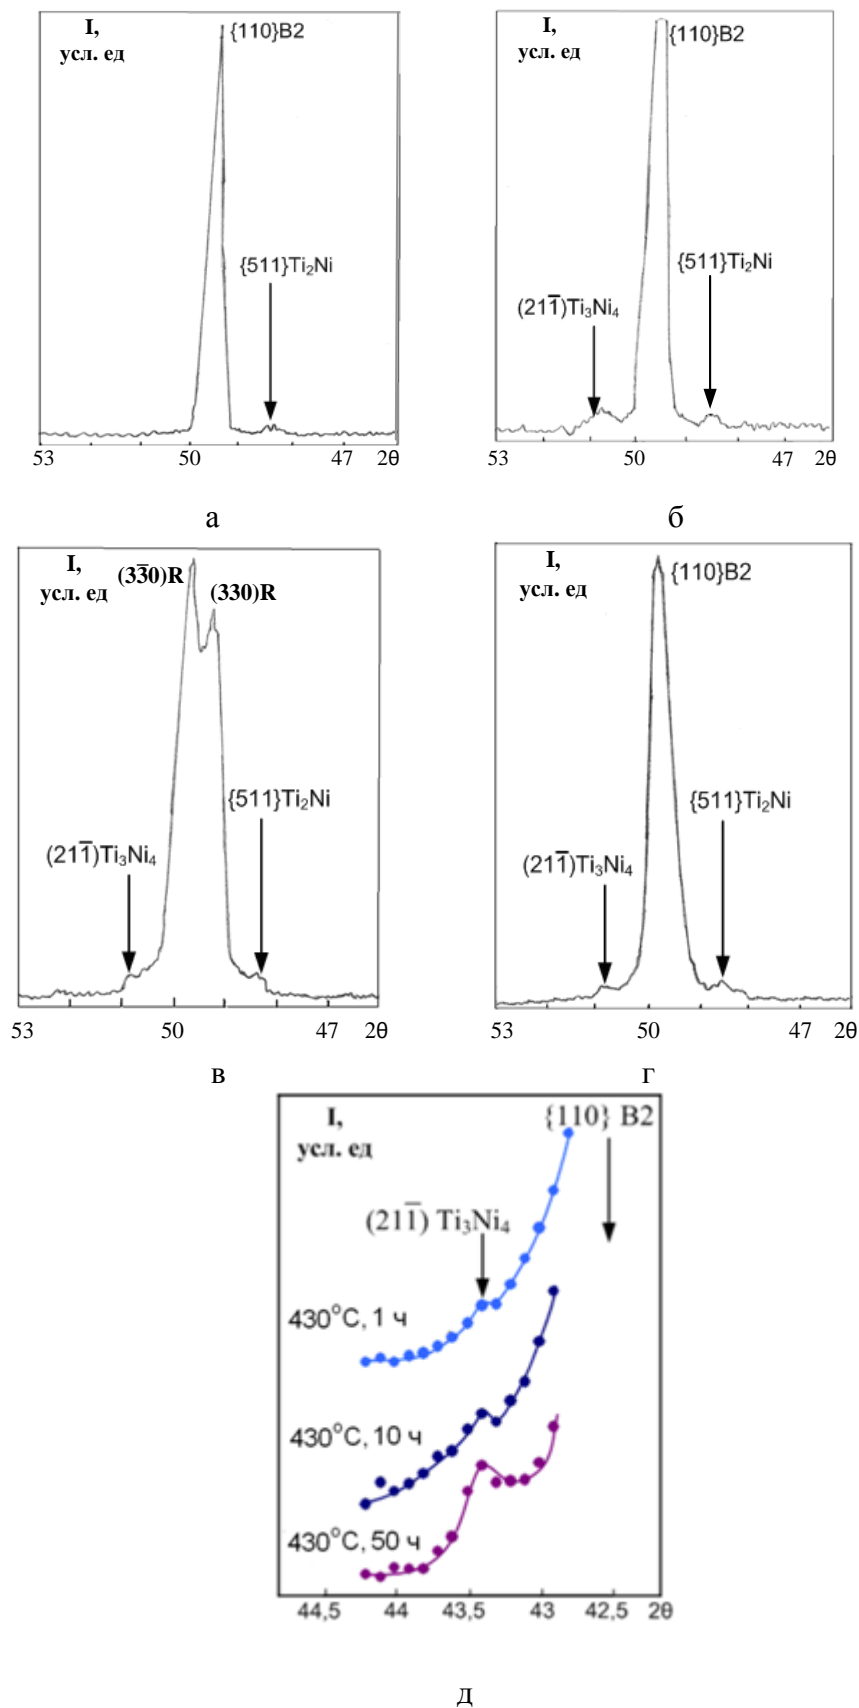 I,
усл. ед
{110}B2
{511}Ti₂Ni
53 50 47 2θ
а
I,
усл. ед
{110}B2
{511}Ti₂Ni
(211̅)Ti₃Ni₄
53 50 47 2θ
б
I,
усл. ед
(33̅0)R
(330)R
{511}Ti₂Ni
(211̅)Ti₃Ni₄
53 50 47 2θ
в
I,
усл. ед
{110}B2
{511}Ti₂Ni
(211̅)Ti₃Ni₄
53 50 47 2θ
г
I,
усл. ед
{110} B2
(211̅) Ti₃Ni₄
430°C, 1 ч
430°C, 10 ч
430°C, 50 ч
44,5 44 43,5 43 42,5 2θ
д